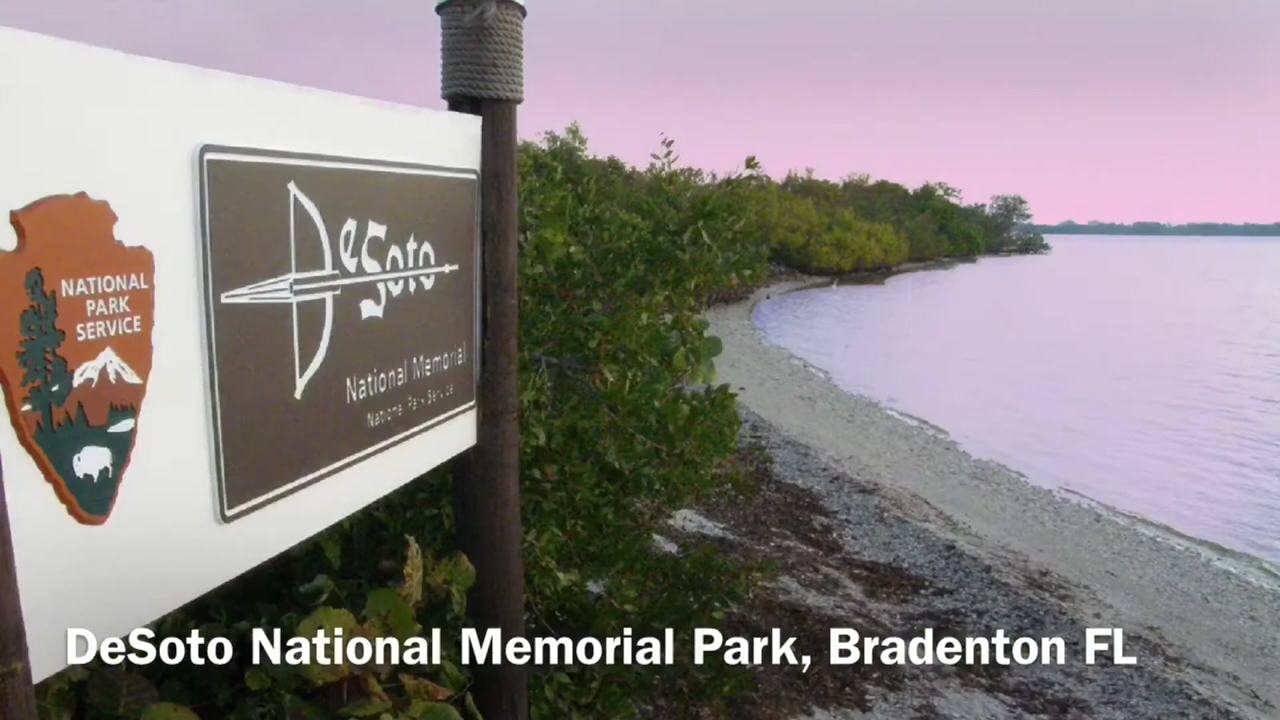 NATIONAL
PARK
SERVICE
DeSoto
National Memorial
National Park Service
DeSoto National Memorial Park, Bradenton FL